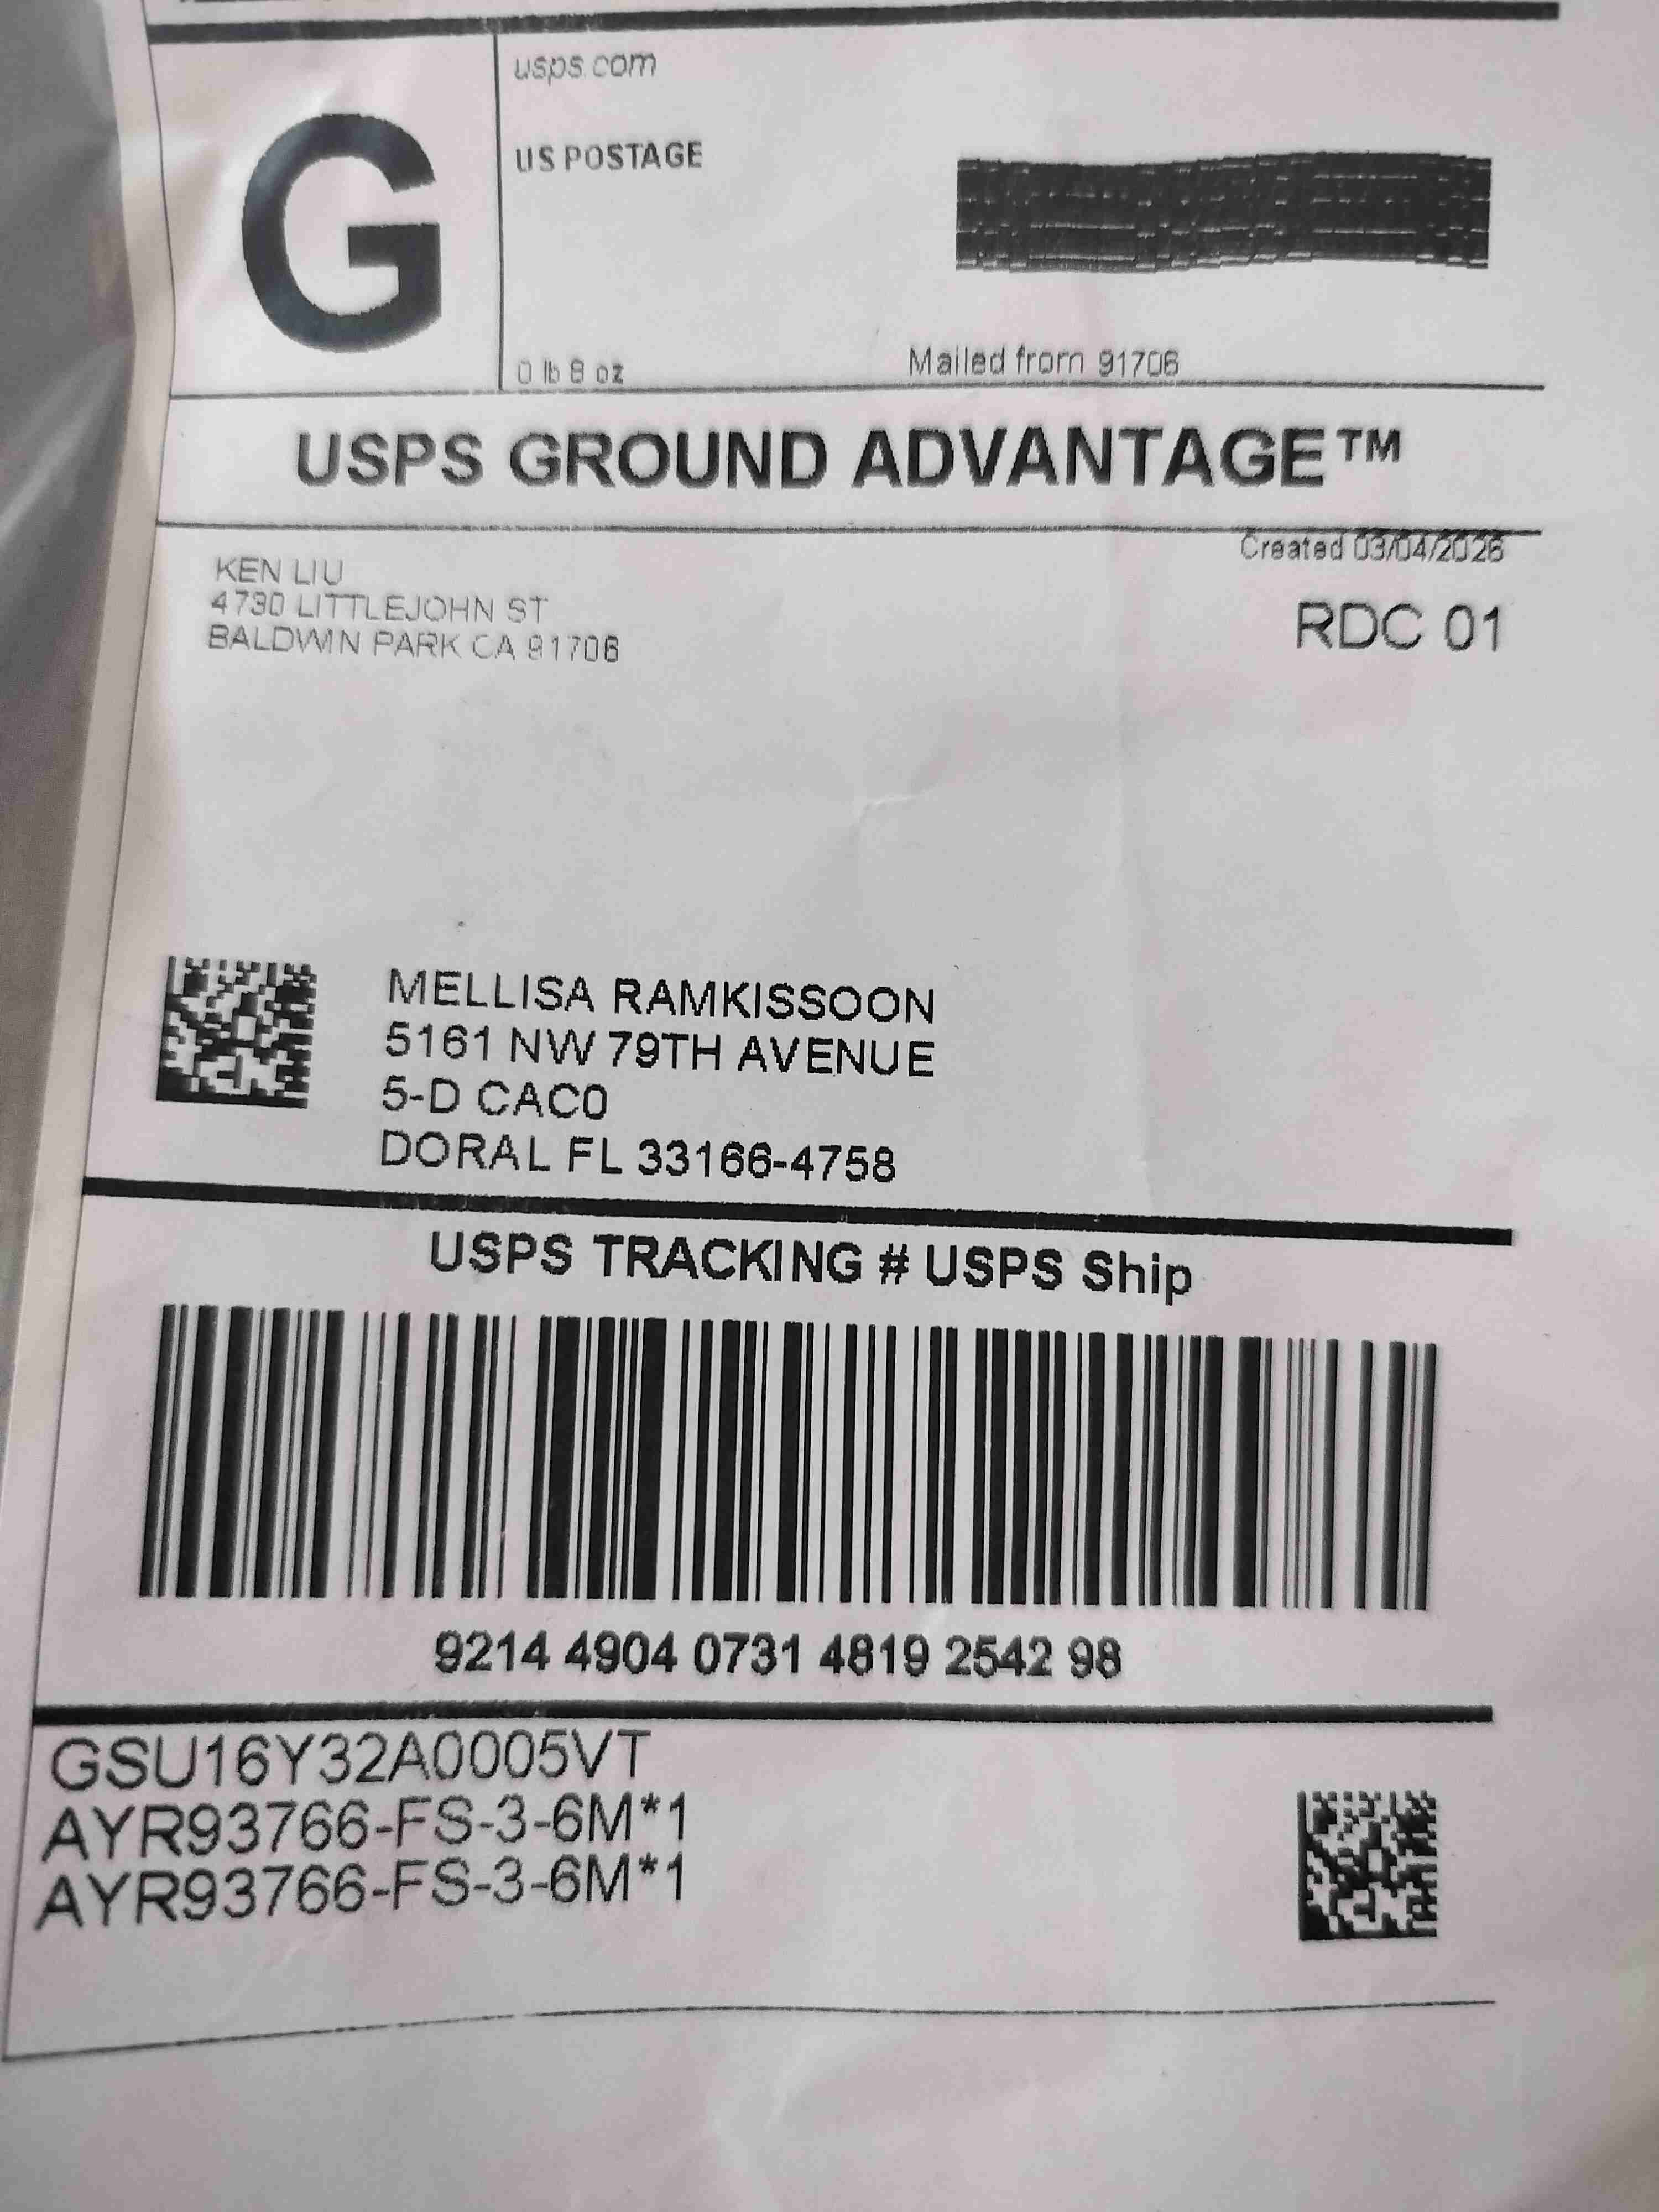 usps.com
US POSTAGE
G
0 lb 8 oz
Mailed from 91706
USPS GROUND ADVANTAGE™
Created 03/04/2026
KEN LIU
4730 LITTLEJOHN ST
BALDWIN PARK CA 91706
RDC 01
MELLISA RAMKISSOON
5161 NW 79TH AVENUE
5-D CAC0
DORAL FL 33166-4758
USPS TRACKING # USPS Ship
9214 4904 0731 4819 2542 98
GSU16Y32A0005VT
AYR93766-FS-3-6M*1
AYR93766-FS-3-6M*1